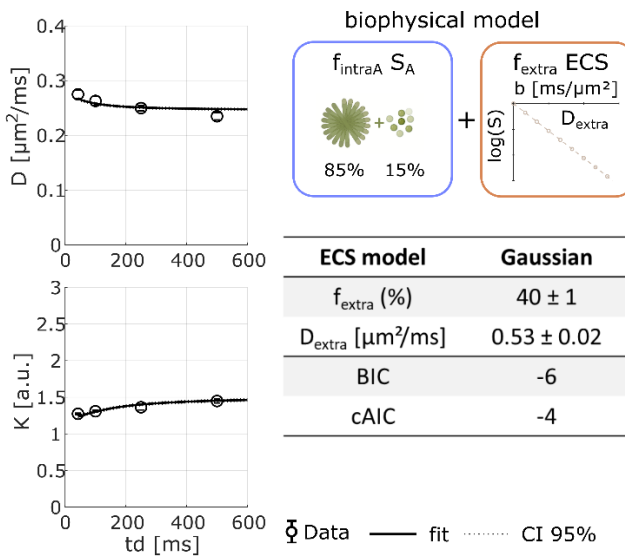 D [µm²/ms]
0.4
0.3
0.2
0.1
0
0 200 400 600
K [a.u.]
3
2.5
2
1.5
1
0.5
0
0 200 400 600
td [ms]
biophysical model
f_intraA S_A
85% 15%
+
+
f_extra ECS
b [ms/µm²]
log(S)
D_extra
ECS model Gaussian
f_extra (%) 40 ± 1
D_extra [µm²/ms] 0.53 ± 0.02
BIC -6
cAIC -4
Data fit CI 95%